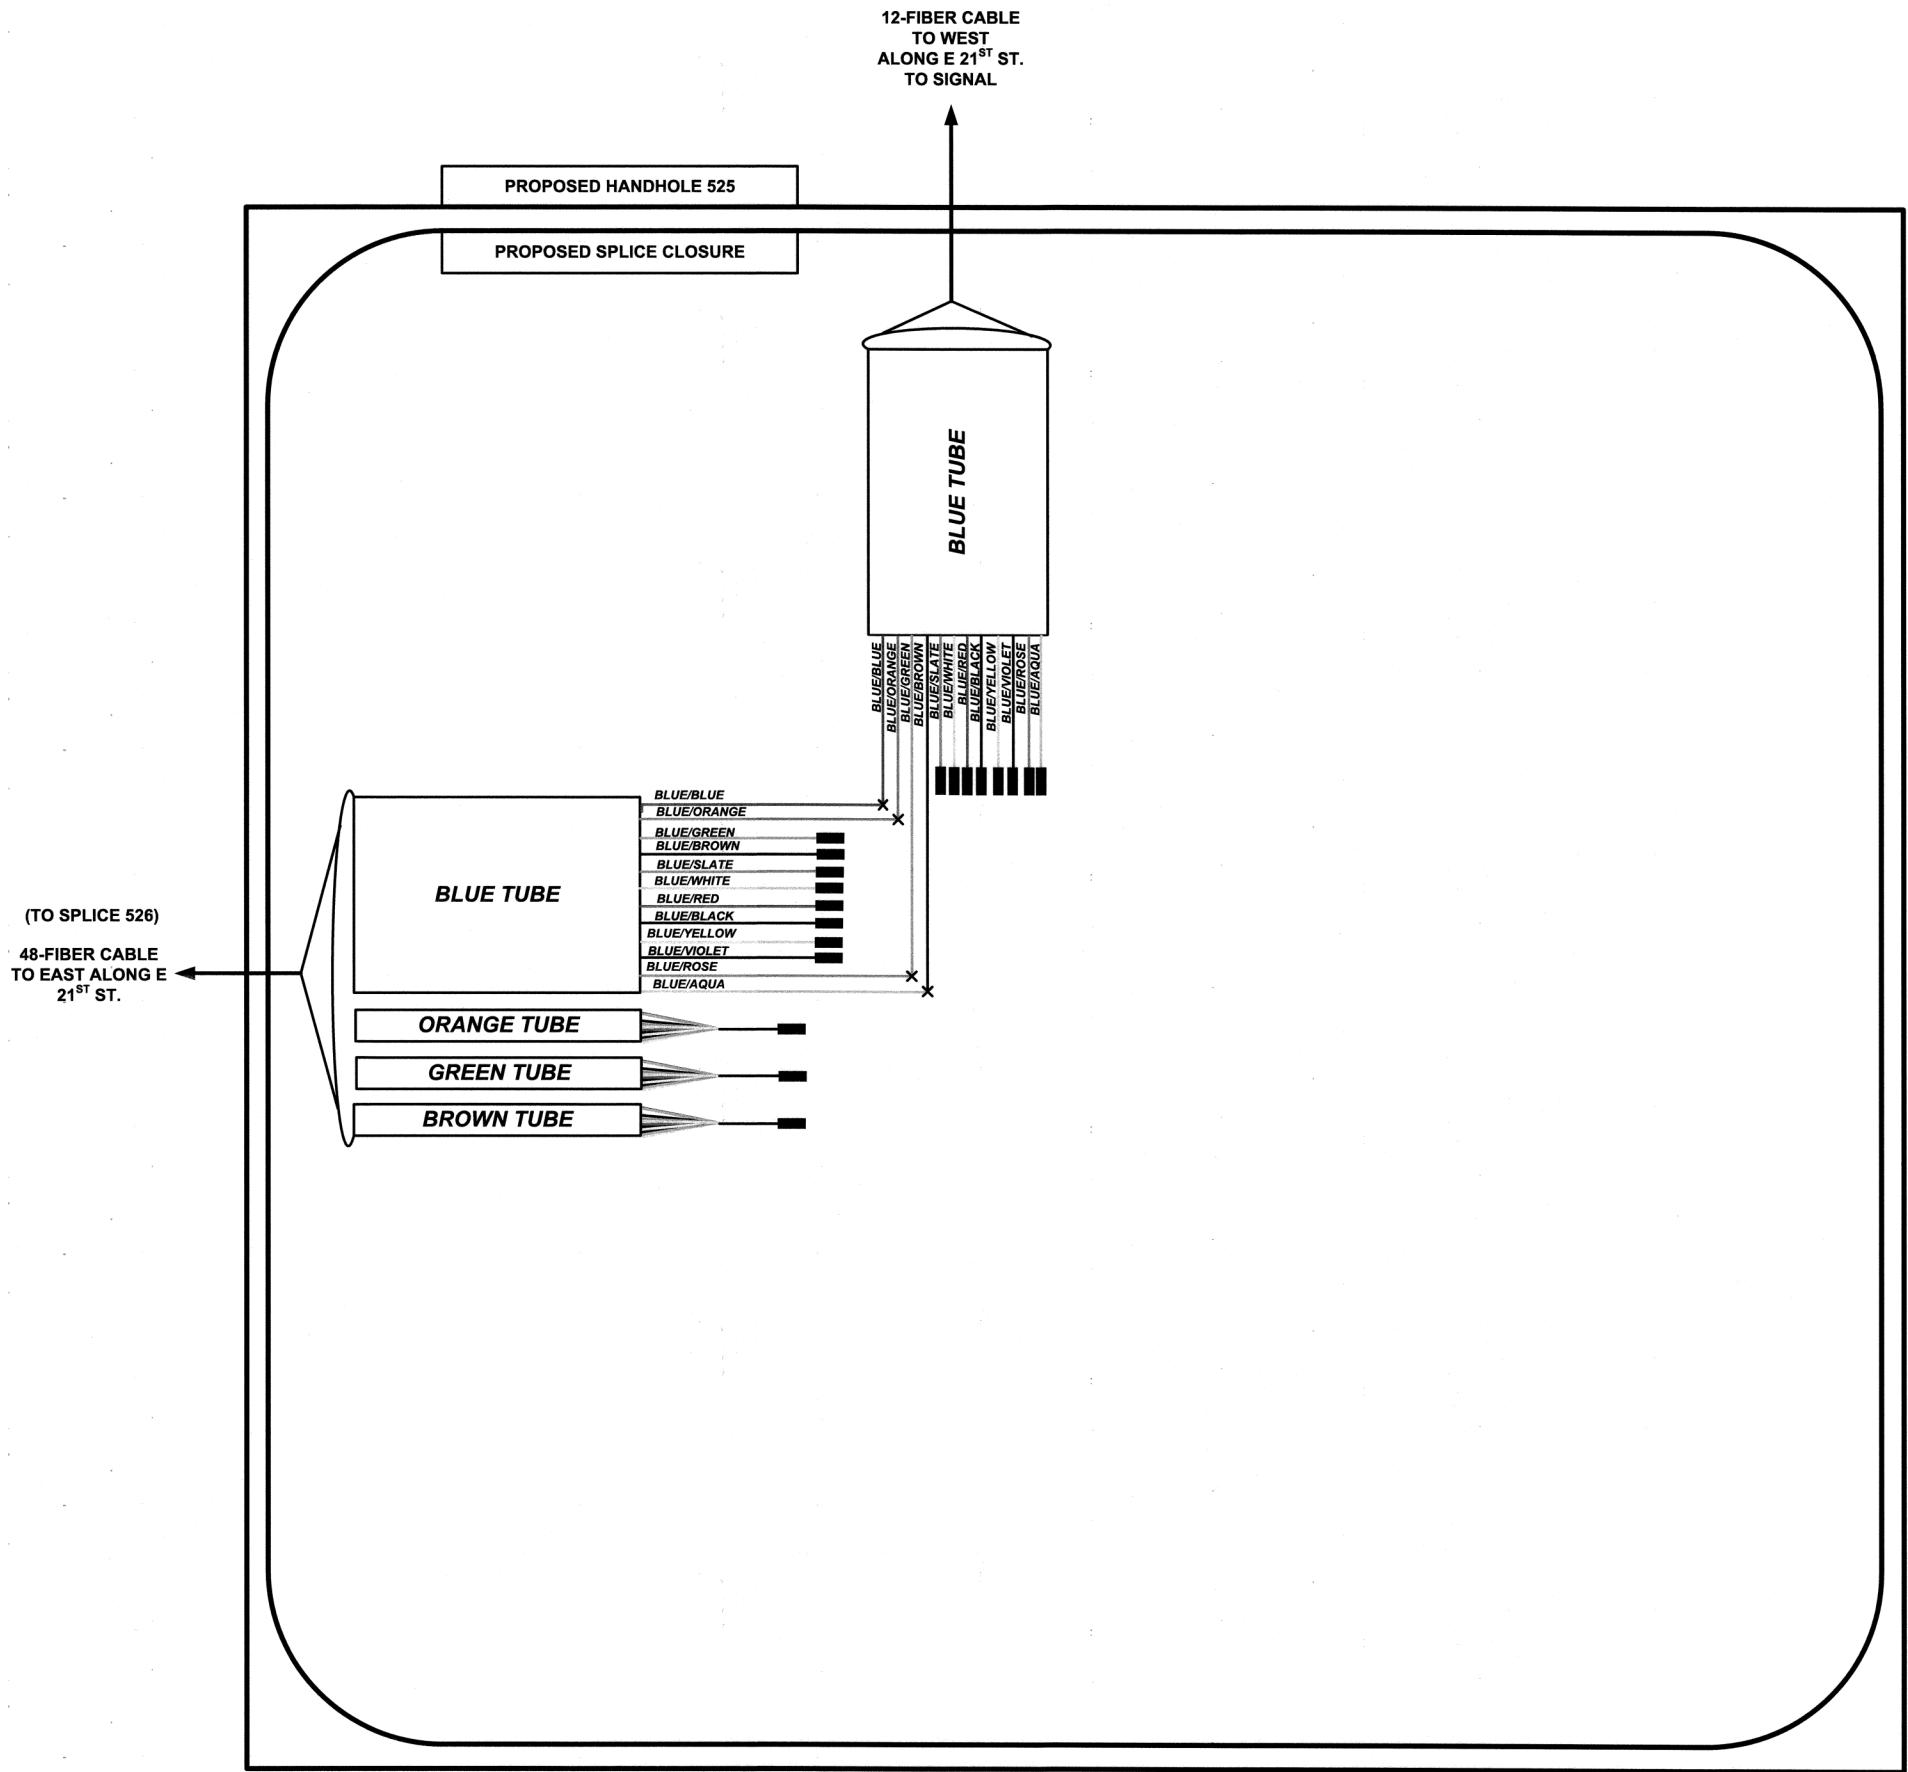 12-FIBER CABLE
TO WEST
ALONG E 21ST ST.
TO SIGNAL
PROPOSED HANDHOLE 525
PROPOSED SPLICE CLOSURE
BLUE TUBE
BLUE/BLUE
BLUE/ORANGE
BLUE/GREEN
BLUE/BROWN
BLUE/SLATE
BLUE/WHITE
BLUE/RED
BLUE/BLACK
BLUE/YELLOW
BLUE/VIOLET
BLUE/ROSE
BLUE/AQUA
(TO SPLICE 526)
48-FIBER CABLE
TO EAST ALONG E
21ST ST.
BLUE TUBE
BLUE/BLUE
BLUE/ORANGE
BLUE/GREEN
BLUE/BROWN
BLUE/SLATE
BLUE/WHITE
BLUE/RED
BLUE/BLACK
BLUE/YELLOW
BLUE/VIOLET
BLUE/ROSE
BLUE/AQUA
ORANGE TUBE
GREEN TUBE
BROWN TUBE